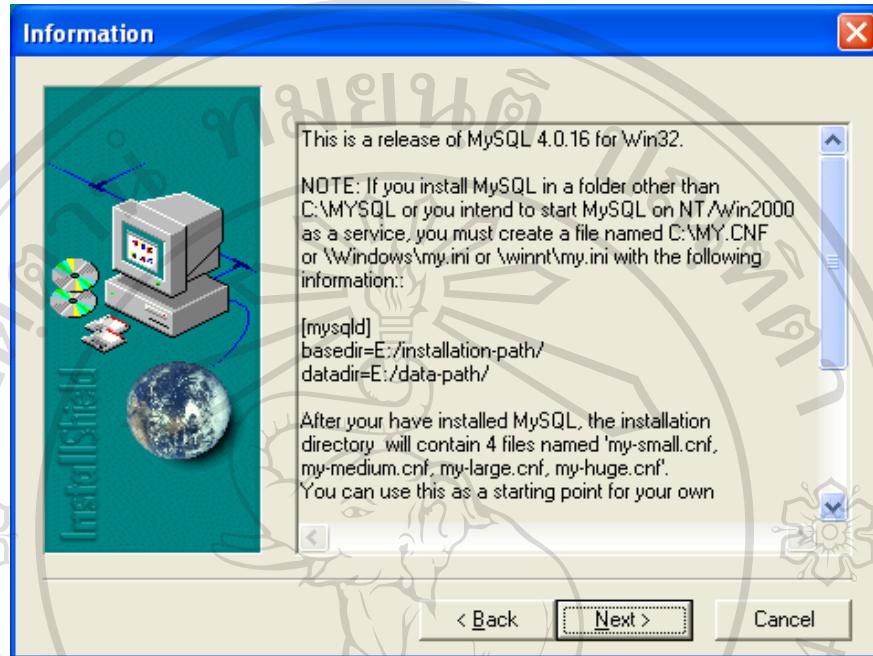 Information
This is a release of MySQL 4.0.16 for Win32.
NOTE: If you install MySQL in a folder other than
C:\MYSQL or you intend to start MySQL on NT/Win2000
as a service, you must create a file named C:\MY.CNF
or \Windows\my.ini or \winnt\my.ini with the following
information::
[mysqld]
basedir=E:/installation-path/
datadir=E:/data-path/
After your have installed MySQL, the installation
directory will contain 4 files named 'my-small.cnf,
my-medium.cnf, my-large.cnf, my-huge.cnf'.
You can use this as a starting point for your own
InstallShield
< Back
Next >
Cancel